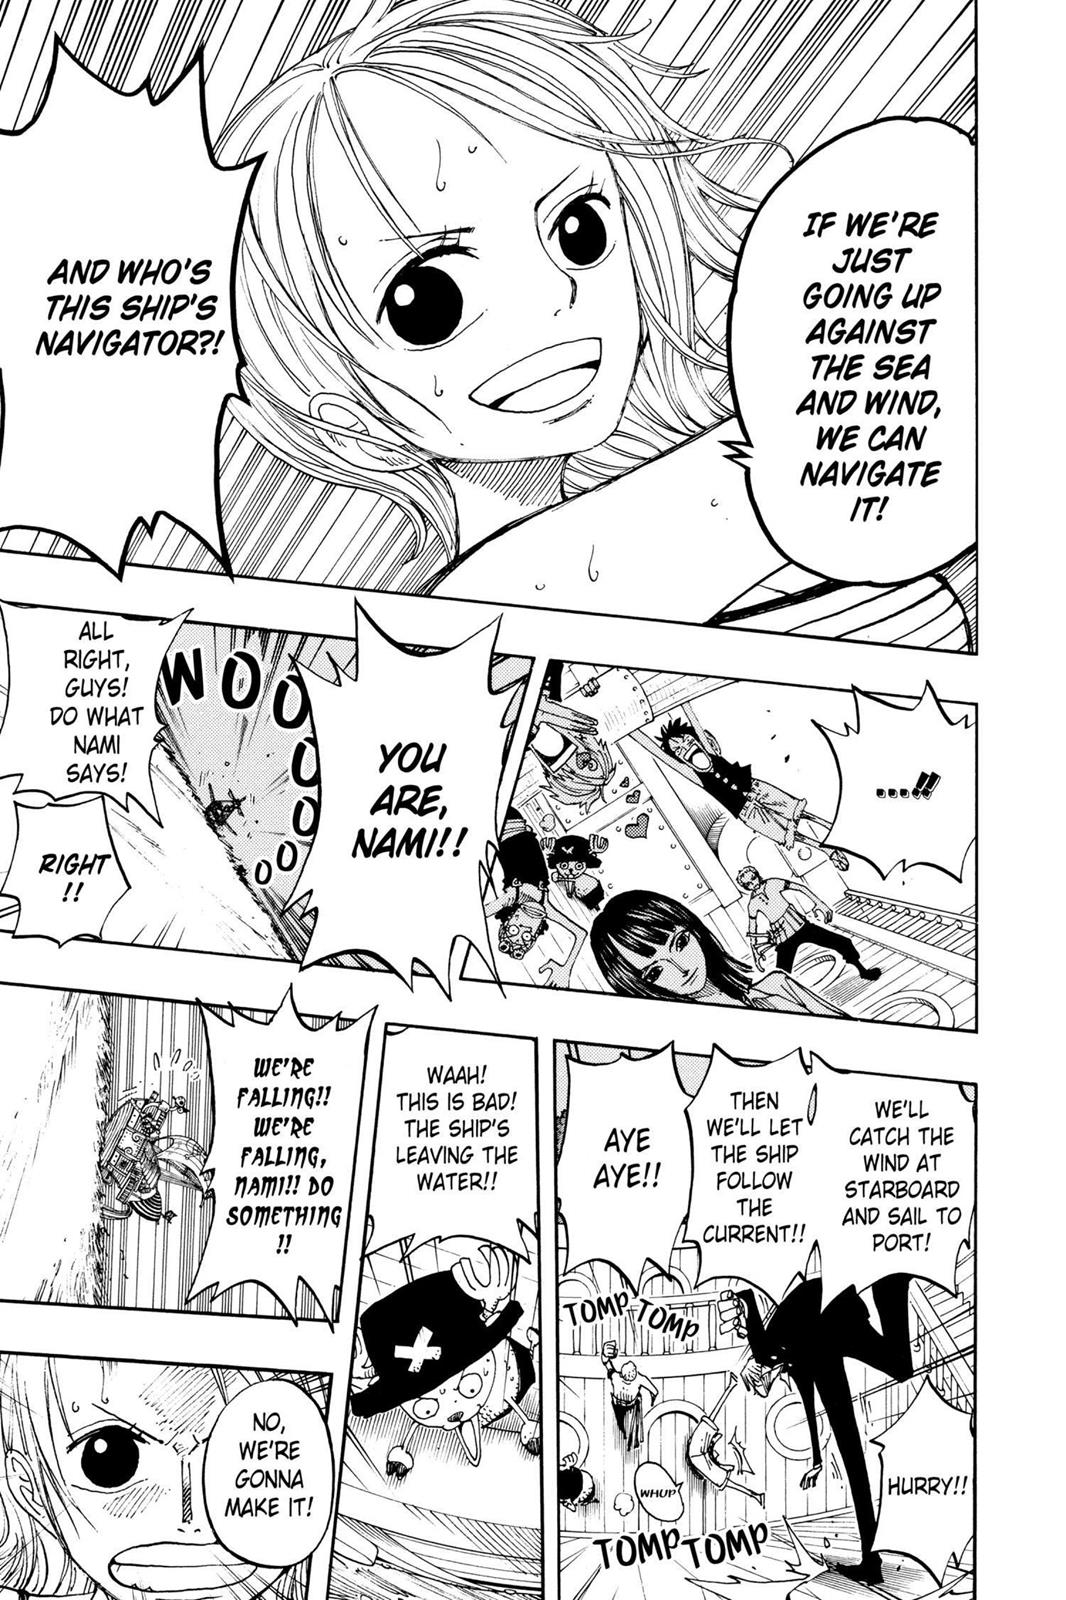 IF WE'RE
JUST
GOING UP
AGAINST
THE SEA
AND WIND,
WE CAN
NAVIGATE
IT!
AND WHO'S
THIS SHIP'S
NAVIGATOR?!
....!!
YOU
ARE,
NAMI!!
WOOOOOO
ALL
RIGHT,
GUYS!
DO WHAT
NAMI
SAYS!
RIGHT
!!
WE'LL
CATCH THE
WIND AT
STARBOARD
AND SAIL TO
PORT!
THEN
WE'LL LET
THE SHIP
FOLLOW
THE
CURRENT!!
AYE
AYE!!
TOMP TOMP
HURRY!!
WHUP
TOMP TOMP
WAAH!
THIS IS BAD!
THE SHIP'S
LEAVING THE
WATER!!
WE'RE
FALLING!!
WE'RE
FALLING,
NAMI!! DO
SOMETHING
!!
NO,
WE'RE
GONNA
MAKE IT!